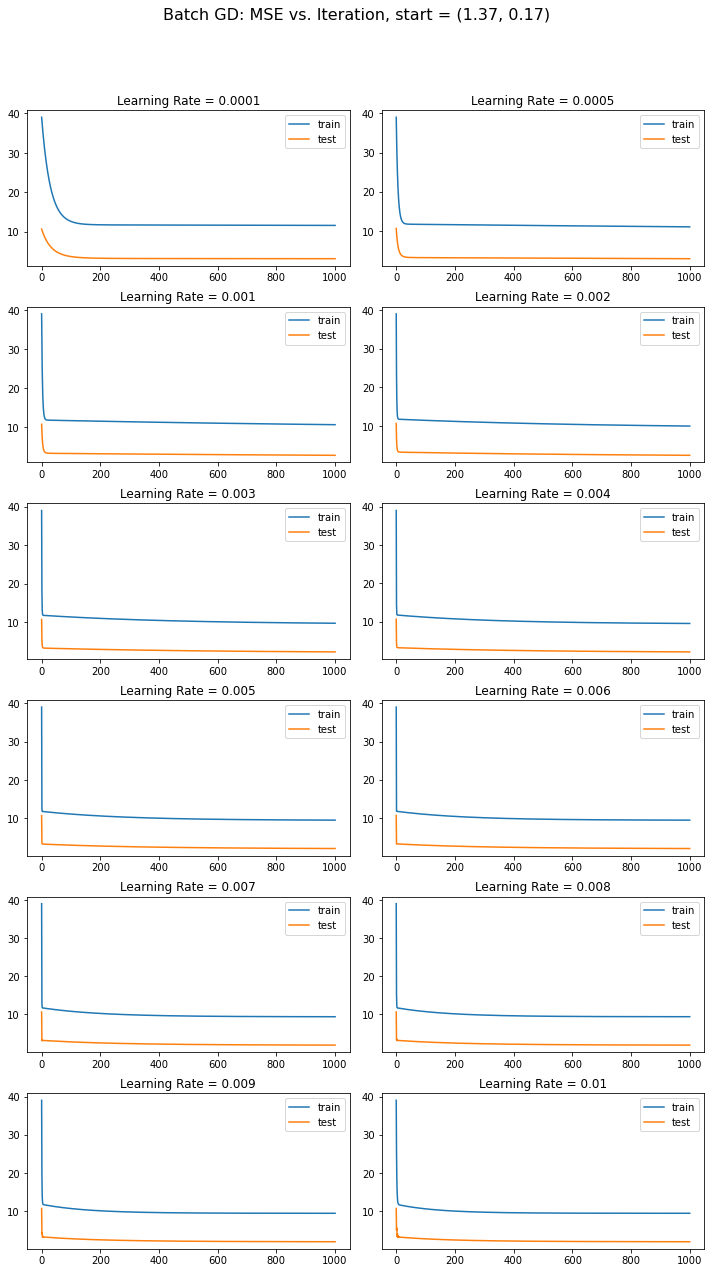 Batch GD: MSE vs. Iteration, start = (1.37, 0.17)
Learning Rate = 0.0001
train
test
40
30
20
10
0 200 400 600 800 1000
Learning Rate = 0.0005
train
test
40
30
20
10
0 200 400 600 800 1000
Learning Rate = 0.001
train
test
40
30
20
10
0 200 400 600 800 1000
Learning Rate = 0.002
train
test
40
30
20
10
0 200 400 600 800 1000
Learning Rate = 0.003
train
test
40
30
20
10
0 200 400 600 800 1000
Learning Rate = 0.004
train
test
40
30
20
10
0 200 400 600 800 1000
Learning Rate = 0.005
train
test
40
30
20
10
0 200 400 600 800 1000
Learning Rate = 0.006
train
test
40
30
20
10
0 200 400 600 800 1000
Learning Rate = 0.007
train
test
40
30
20
10
0 200 400 600 800 1000
Learning Rate = 0.008
train
test
40
30
20
10
0 200 400 600 800 1000
Learning Rate = 0.009
train
test
40
30
20
10
0 200 400 600 800 1000
Learning Rate = 0.01
train
test
40
30
20
10
0 200 400 600 800 1000